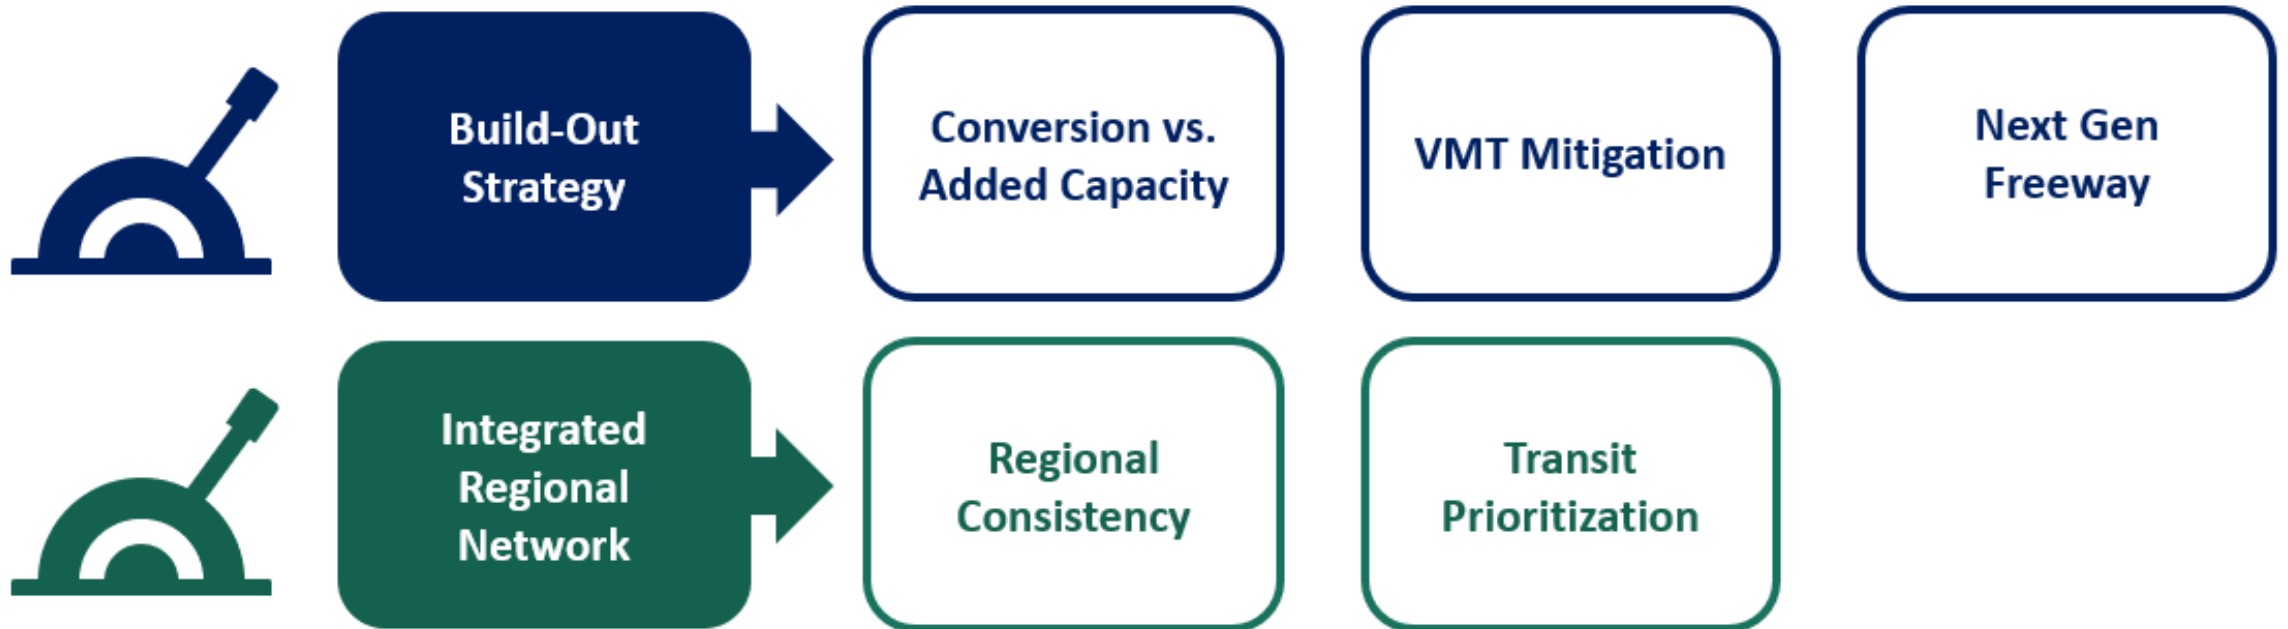 Build-Out
Strategy
Conversion vs.
Added Capacity
VMT Mitigation
Next Gen
Freeway
Integrated
Regional
Network
Regional
Consistency
Transit
Prioritization